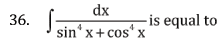 36. ∫ dx / (sin⁴ x + cos⁴ x) is equal to